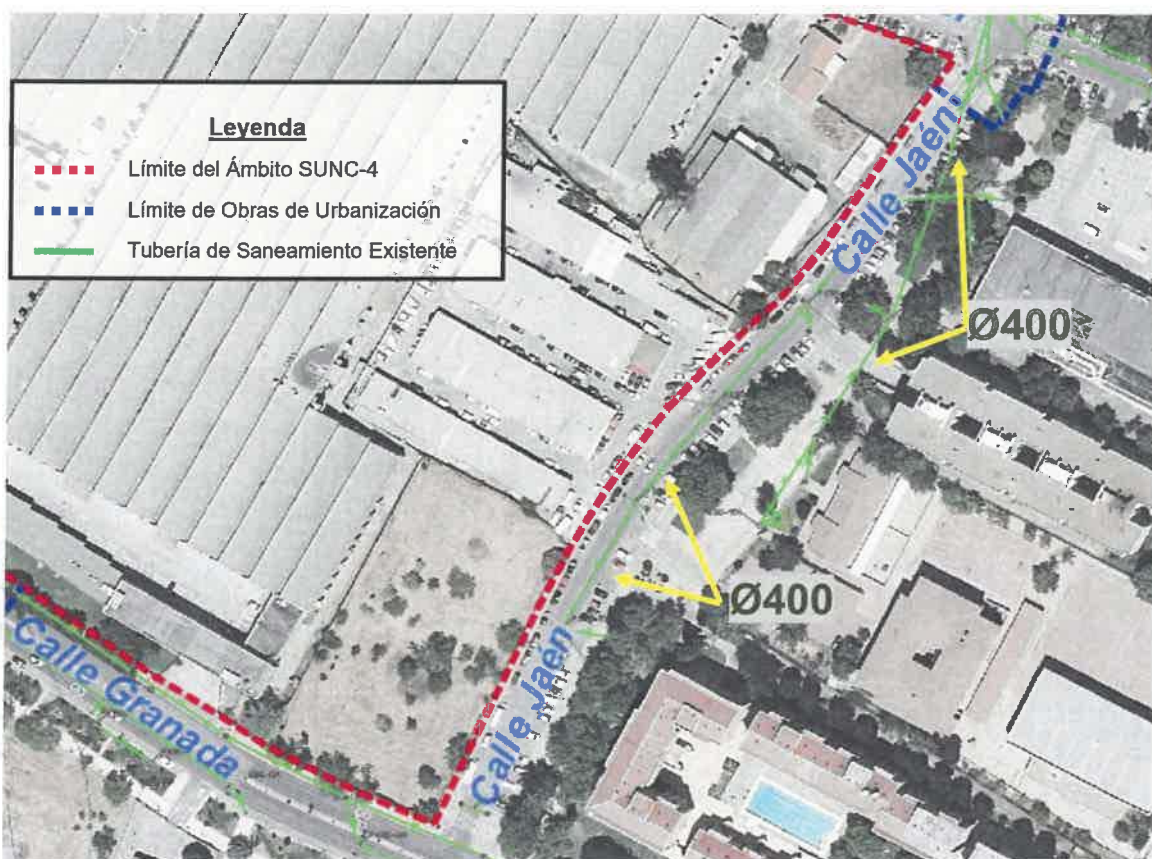 Leyenda
Límite del Ámbito SUNC-4
Límite de Obras de Urbanización
Tubería de Saneamiento Existente
Calle Jaén
Ø400
Ø400
Calle Jaén
Calle Granada